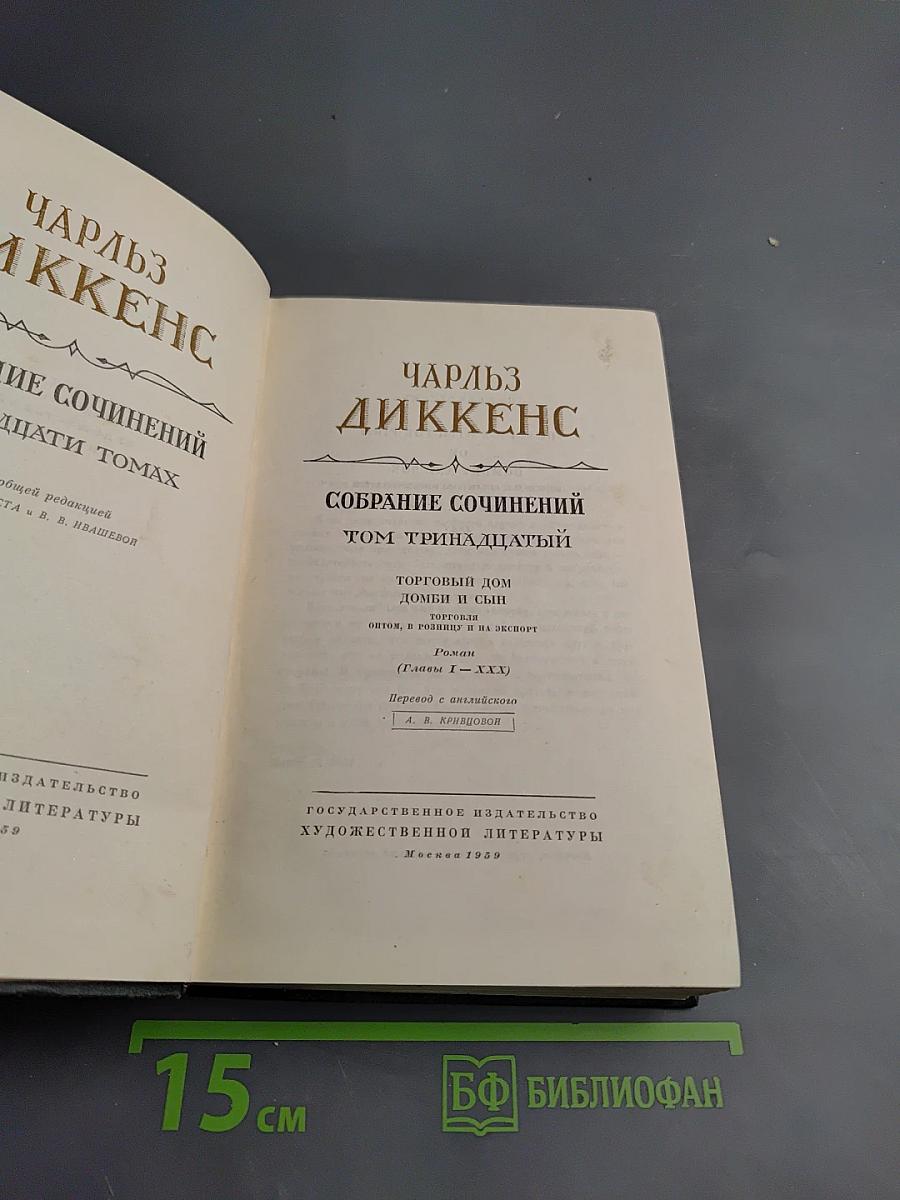 ЧАРЛЬЗ
ИККЕНС
ИЕ СОЧИНЕНИЙ
ДЦАТИ ТОМАХ
общей редакцией
СТА и В. В. ИВАШЕВОЙ
ИЗДАТЕЛЬСТВО
ЛИТЕРАТУРЫ
59
ЧАРЛЬЗ
ДИККЕНС
СОБРАНИЕ СОЧИНЕНИЙ
ТОМ ТРИНАДЦАТЫЙ
ТОРГОВЫЙ ДОМ
ДОМБИ И СЫН
ТОРГОВЛЯ
ОПТОМ, В РОЗНИЦУ И НА ЭКСПОРТ
Роман
(Главы I — XXX)
Перевод с английского
А. В. КРИВЦОВОЙ
ГОСУДАРСТВЕННОЕ ИЗДАТЕЛЬСТВО
ХУДОЖЕСТВЕННОЙ ЛИТЕРАТУРЫ
Москва 1959
15 см
БФ БИБЛИОФАН